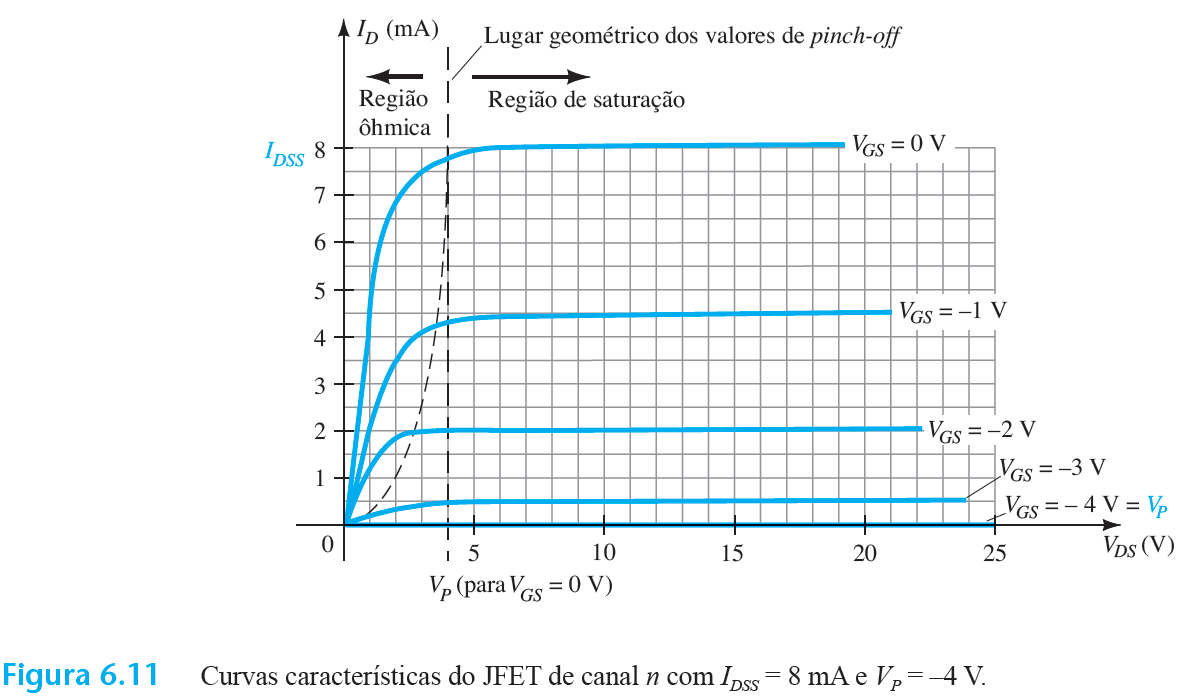 I_D (mA)
Lugar geométrico dos valores de pinch-off
Região
ôhmica
Região de saturação
I_DSS 8
V_GS = 0 V
7
6
5
V_GS = –1 V
4
3
2
V_GS = –2 V
V_GS = –3 V
1
V_GS = – 4 V = V_P
0
5
10
15
20
25
V_DS (V)
V_P (para V_GS = 0 V)
Figura 6.11 Curvas características do JFET de canal n com I_DSS = 8 mA e V_P = –4 V.